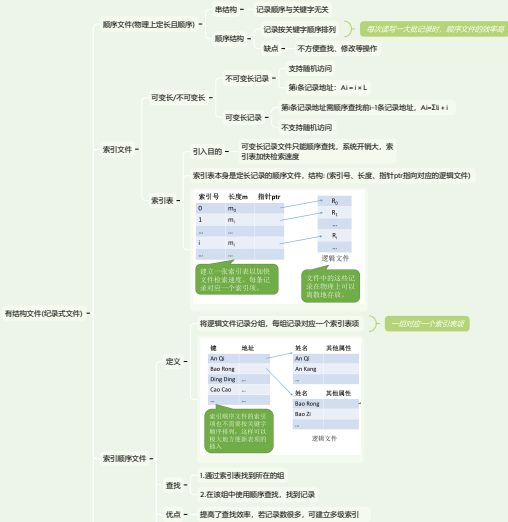 顺序文件(物理上定长且顺序)
串结构
记录顺序与关键字无关
顺序结构
记录按关键字顺序排列
每次读写一大批记录时，顺序文件的效率最
缺点
不方便查找、修改等操作
有结构文件(纪录式文件)
索引文件
可变长/不可变长
不可变长记录
支持随机访问
第i条记录地址：Ai = i × L
可变长记录
第i条记录地址需顺序查找前i-1条记录地址，Ai=Σli + i
不支持随机访问
索引表
引入目的
可变长记录文件只能顺序查找，系统开销大，索
引表加快检索速度
索引表本身是定长记录的顺序文件，结构: (索引号、长度、指针ptr指向对应的逻辑文件)
索引号 长度m 指针ptr
0 m0
1 m1
... ...
i mi
... ...
R0
R1
...
Ri
...
逻辑文件
建立一张索引表以加快
文件检索速度。每条记
录对应一个索引项。
文件中的这些记
录在物理上可以
离散地存放。
索引顺序文件
定义
将逻辑文件记录分组，每组记录对应一个索引表项
一组对应一个索引表项
键 地址
An Qi
Bao Rong
Ding Ding ...
Cao Cao ...
... ...
姓名 其他属性
An Qi
An Kang
...
姓名 其他属性
Bao Rong
Bao Zi
...
逻辑文件
索引顺序文件的索引
项也不需要按关键字
顺序排列，这样可以
极大地方便新表项的
插入
查找
1.通过索引表找到所在的组
2.在该组中使用顺序查找，找到记录
优点
提高了查找效率，若记录数很多，可建立多级索引